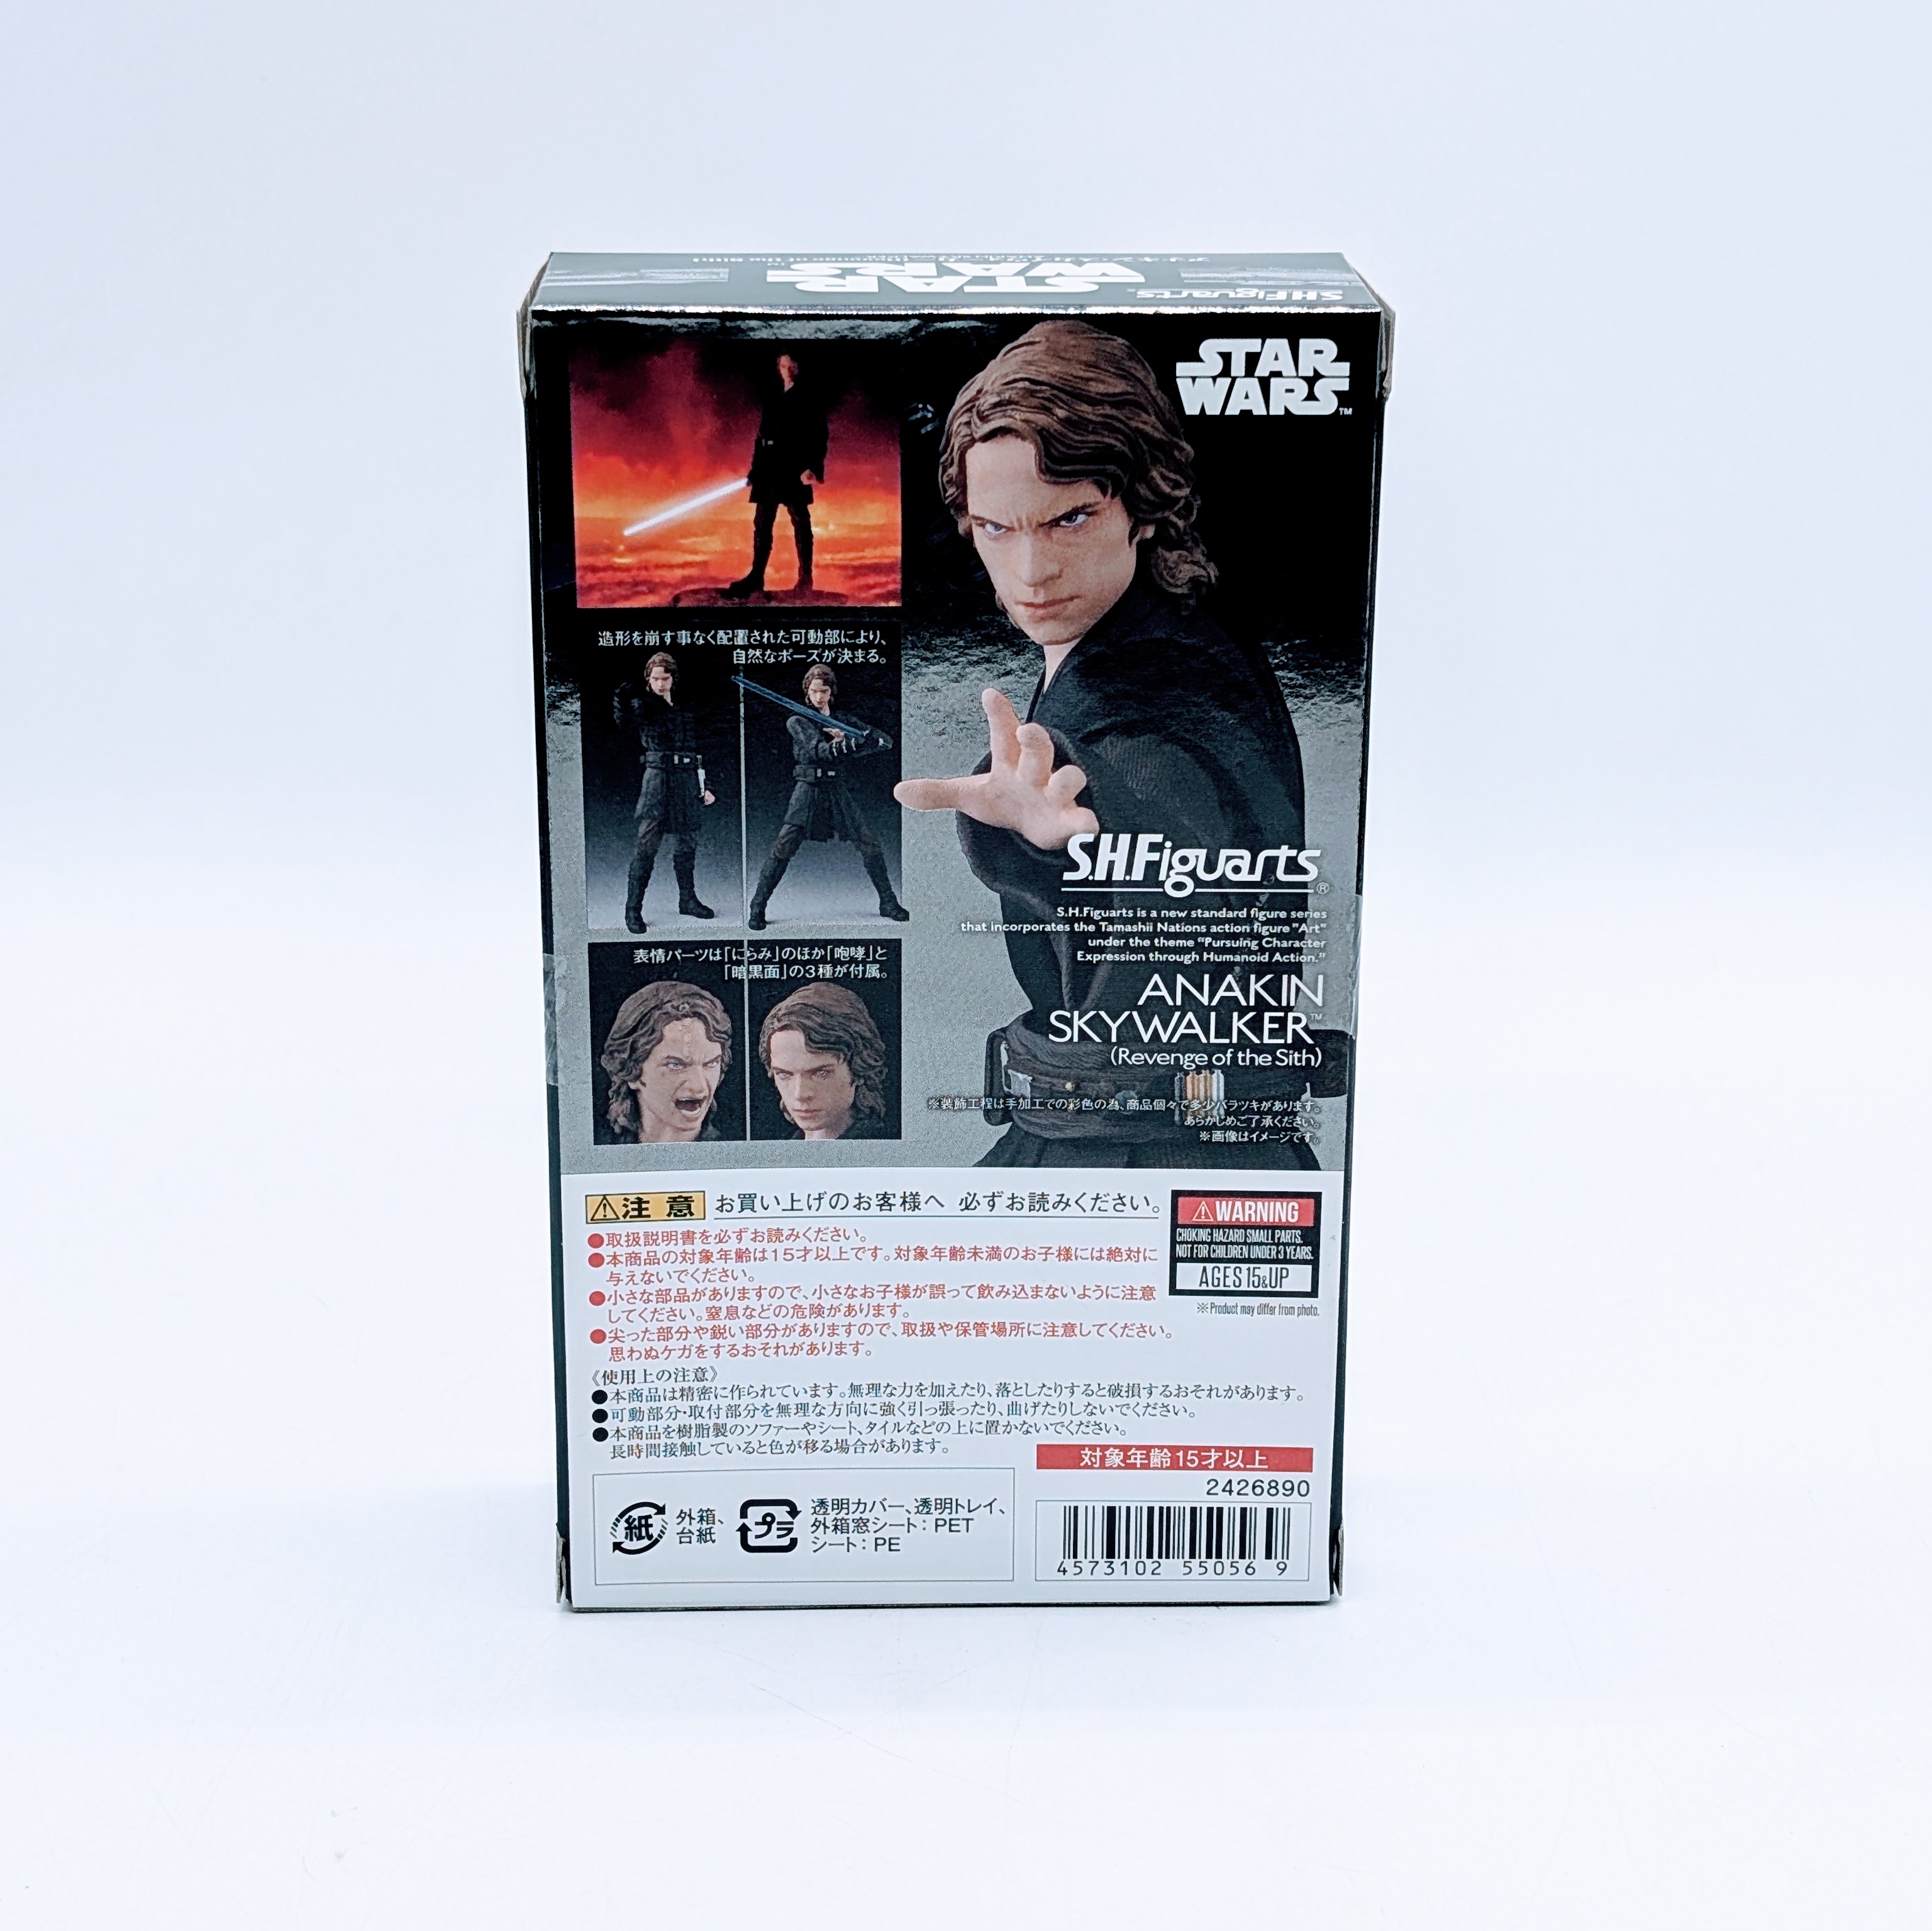 STAR
WARS
S.H.Figuarts
STAR
WARS™
造形を崩す事なく配置された可動部により、
自然なポーズが決まる。
S.H.Figuarts®
S.H.Figuarts is a new standard figure series
that incorporates the Tamashii Nations action figure "Art"
under the theme "Pursuing Character
Expression through Humanoid Action."
表情パーツは「にらみ」のほか「咆哮」と
「暗黒面」の3種が付属。
ANAKIN
SKYWALKER™
(Revenge of the Sith)
※装飾工程は手加工での彩色の為、商品個々で多少バラツキがあります。
あらかじめご了承ください。
※画像はイメージです。
⚠注 意 お買い上げのお客様へ 必ずお読みください。
●取扱説明書を必ずお読みください。
●本商品の対象年齢は15才以上です。対象年齢未満のお子様には絶対に
与えないでください。
●小さな部品がありますので、小さなお子様が誤って飲み込まないように注意
してください。窒息などの危険があります。
●尖った部分や鋭い部分がありますので、取扱や保管場所に注意してください。
思わぬケガをするおそれがあります。
⚠WARNING
CHOKING HAZARD SMALL PARTS.
NOT FOR CHILDREN UNDER 3 YEARS.
AGES 15&UP
※Product may differ from photo.
《使用上の注意》
●本商品は精密に作られています。無理な力を加えたり、落としたりすると破損するおそれがあります。
●可動部分・取付部分を無理な方向に強く引っ張ったり、曲げたりしないでください。
●本商品を樹脂製のソファーやシート、タイルなどの上に置かないでください。
長時間接触していると色が移る場合があります。
対象年齢15才以上
2426890
紙
外箱、
台紙
プラ
透明カバー、透明トレイ、
外箱窓シート：PET
シート：PE
4573102 55056 9